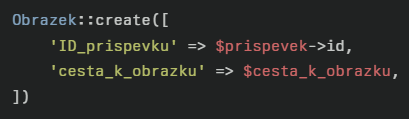 Obrazek::create([
    'ID_prispevku' => $prispevek->id,
    'cesta_k_obrazku' => $cesta_k_obrazku,
])